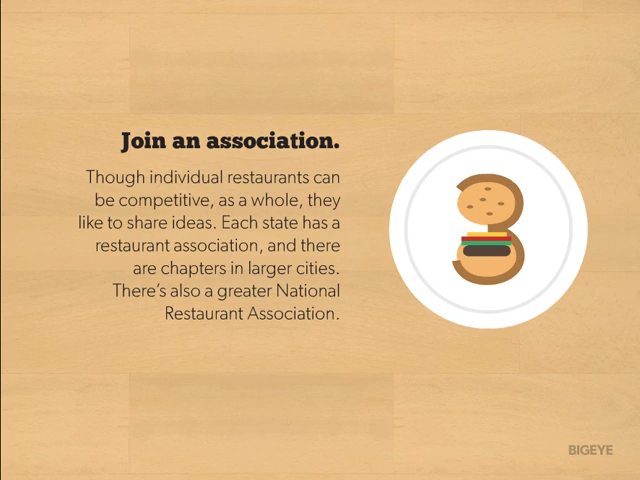 Join an association.
Though individual restaurants can
be competitive, as a whole, they
like to share ideas. Each state has a
restaurant association, and there
are chapters in larger cities.
There's also a greater National
Restaurant Association.
3
BIGEYE